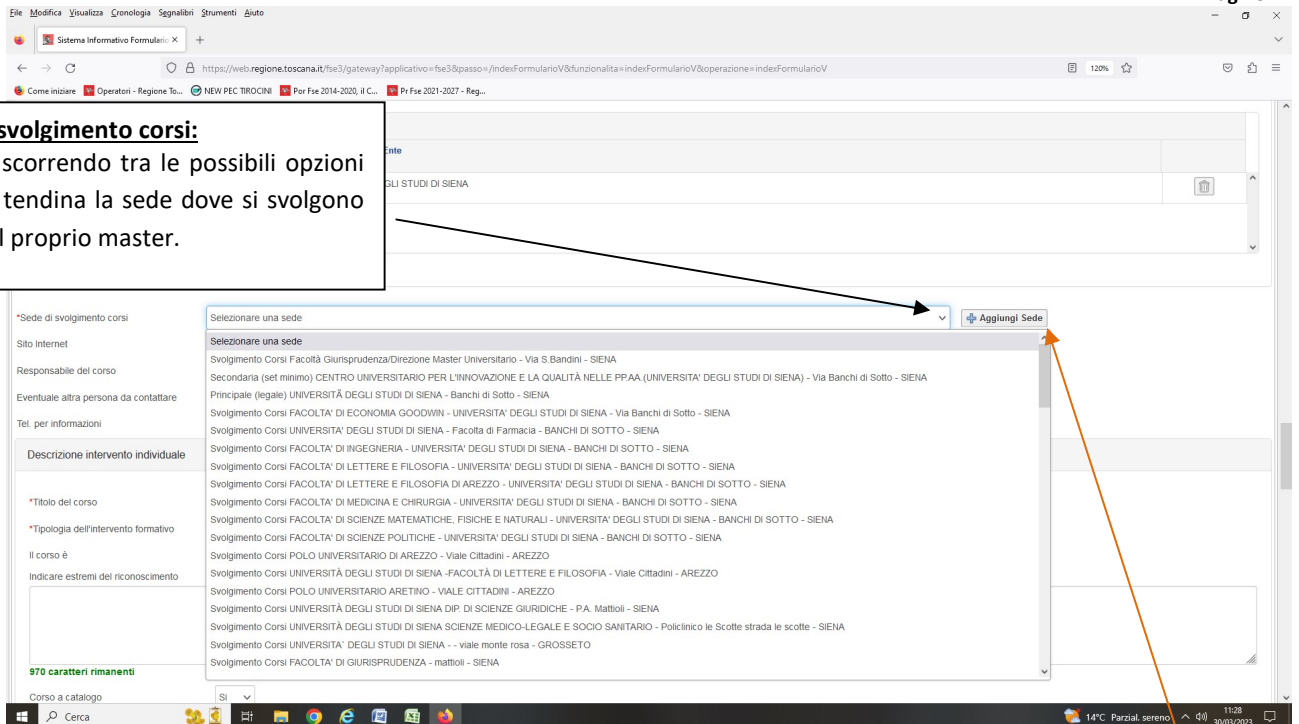 File Modifica Visualizza Cronologia Segnalibri Strumenti Aiuto
Sistema Informativo Formulario
https://web.regione.toscana.it/fse3/gateway?applicativo=fse3&passo=/indexFormularioV&funzionalita=indexFormularioV&operazione=indexFormularioV
120%
Come iniziare Operatori - Regione To... NEW PEC TIROCINI Por Fse 2014-2020, il C... Pr Fse 2021-2027 - Reg...
svolgimento corsi:
scorrendo tra le possibili opzioni
tendina la sede dove si svolgono
l proprio master.
Ente
GLI STUDI DI SIENA
*Sede di svolgimento corsi Selezionare una sede Aggiungi Sede
Sito Internet
Responsabile del corso
Eventuale altra persona da contattare
Tel. per informazioni
Selezionare una sede
Svolgimento Corsi Facoltà Giurisprudenza/Direzione Master Universitario - Via S.Bandini - SIENA
Secondaria (set minimo) CENTRO UNIVERSITARIO PER L'INNOVAZIONE E LA QUALITÀ NELLE PP.AA.(UNIVERSITA' DEGLI STUDI DI SIENA) - Via Banchi di Sotto - SIENA
Principale (legale) UNIVERSITÃ DEGLI STUDI DI SIENA - Banchi di Sotto - SIENA
Svolgimento Corsi FACOLTA' DI ECONOMIA GOODWIN - UNIVERSITA' DEGLI STUDI DI SIENA - Via Banchi di Sotto - SIENA
Svolgimento Corsi UNIVERSITA' DEGLI STUDI DI SIENA - Facolta di Farmacia - BANCHI DI SOTTO - SIENA
Svolgimento Corsi FACOLTA' DI INGEGNERIA - UNIVERSITA' DEGLI STUDI DI SIENA - BANCHI DI SOTTO - SIENA
Svolgimento Corsi FACOLTA' DI LETTERE E FILOSOFIA - UNIVERSITA' DEGLI STUDI DI SIENA - BANCHI DI SOTTO - SIENA
Svolgimento Corsi FACOLTA' DI LETTERE E FILOSOFIA DI AREZZO - UNIVERSITA' DEGLI STUDI DI SIENA - BANCHI DI SOTTO - SIENA
Svolgimento Corsi FACOLTA' DI MEDICINA E CHIRURGIA - UNIVERSITA' DEGLI STUDI DI SIENA - BANCHI DI SOTTO - SIENA
Svolgimento Corsi FACOLTA' DI SCIENZE MATEMATICHE, FISICHE E NATURALI - UNIVERSITA' DEGLI STUDI DI SIENA - BANCHI DI SOTTO - SIENA
Svolgimento Corsi FACOLTA' DI SCIENZE POLITICHE - UNIVERSITA' DEGLI STUDI DI SIENA - BANCHI DI SOTTO - SIENA
Svolgimento Corsi POLO UNIVERSITARIO DI AREZZO - Viale Cittadini - AREZZO
Svolgimento Corsi UNIVERSITÀ DEGLI STUDI DI SIENA -FACOLTÀ DI LETTERE E FILOSOFIA - Viale Cittadini - AREZZO
Svolgimento Corsi POLO UNIVERSITARIO ARETINO - VIALE CITTADINI - AREZZO
Svolgimento Corsi UNIVERSITÀ DEGLI STUDI DI SIENA DIP. DI SCIENZE GIURIDICHE - P.A. Mattioli - SIENA
Svolgimento Corsi UNIVERSITÀ DEGLI STUDI DI SIENA SCIENZE MEDICO-LEGALE E SOCIO SANITARIO - Policlinico le Scotte strada le scotte - SIENA
Svolgimento Corsi UNIVERSITA` DEGLI STUDI DI SIENA - - viale monte rosa - GROSSETO
Svolgimento Corsi FACOLTA' DI GIURISPRUDENZA - mattioli - SIENA
Descrizione intervento individuale
*Titolo del corso
*Tipologia dell'intervento formativo
Il corso è
Indicare estremi del riconoscimento
970 caratteri rimanenti
Corso a catalogo Si
Cerca
14°C Parzial. sereno
11:28
30/03/2023